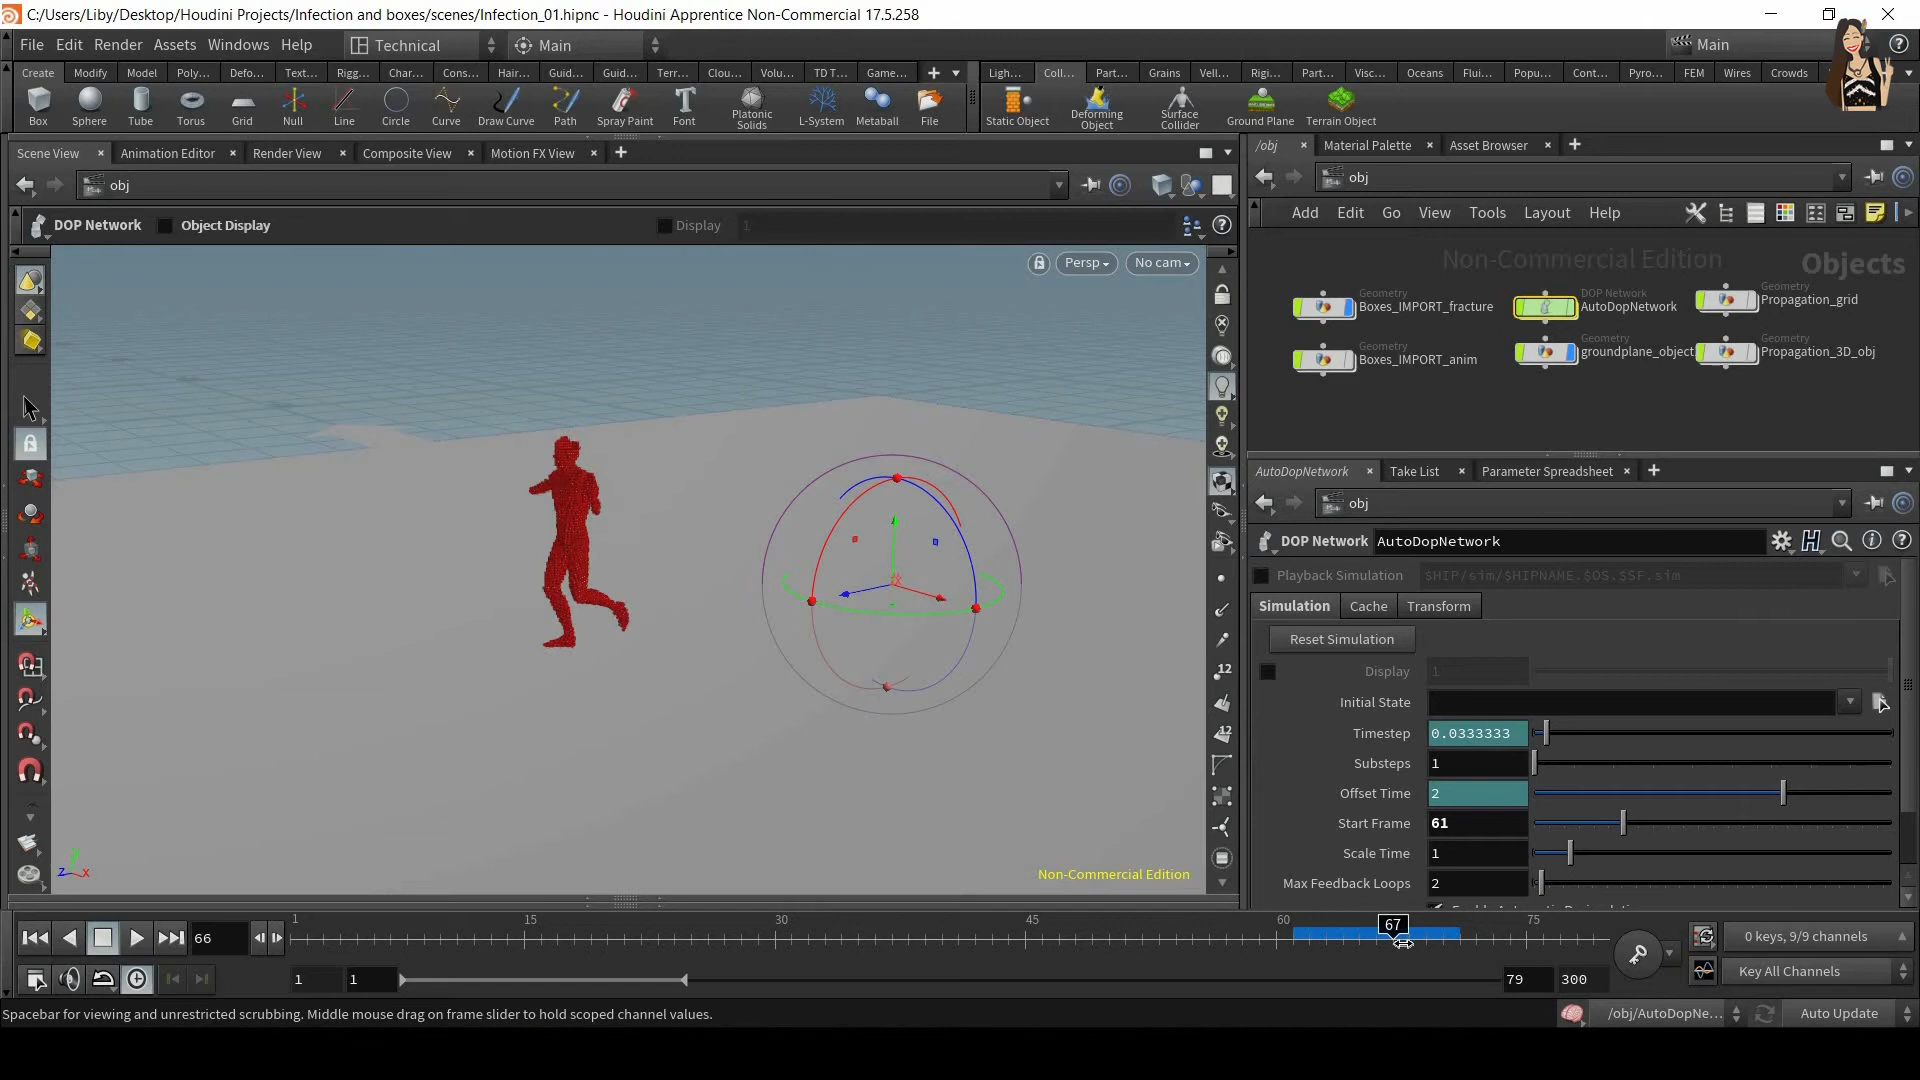 C:/Users/Liby/Desktop/Houdini Projects/Infection and boxes/scenes/Infection_01.hipnc - Houdini Apprentice Non-Commercial 17.5.258
File Edit Render Assets Windows Help Technical Main Main
Create Modify Model Poly... Defo... Text... Rigg... Char... Cons... Hair... Guid... Guid... Terr... Clou... Volu... TD T... Game... Ligh... Coll... Part... Grains Vell... Rigi... Part... Visc... Oceans Flui... Popu... Cont... Pyro... FEM Wires Crowds
Box Sphere Tube Torus Grid Null Line Circle Curve Draw Curve Path Spray Paint Font Platonic Solids L-System Metaball File Static Object Deforming Object Surface Collider Ground Plane Terrain Object
Scene View Animation Editor Render View Composite View Motion FX View
/obj Material Palette Asset Browser
obj
obj
DOP Network Object Display Display 1
Add Edit Go View Tools Layout Help
Persp No cam
Non-Commercial Edition Objects
Geometry
Boxes_IMPORT_fracture
DOP Network
AutoDopNetwork
Geometry
Propagation_grid
Geometry
Boxes_IMPORT_anim
Geometry
groundplane_object
Geometry
Propagation_3D_obj
AutoDopNetwork Take List Parameter Spreadsheet
obj
DOP Network AutoDopNetwork
Playback Simulation $HIP/sim/$HIPNAME.$OS.$SF.sim
Simulation Cache Transform
Reset Simulation
Display 1
Initial State
Timestep 0.0333333
Substeps 1
Offset Time 2
Start Frame 61
Scale Time 1
Max Feedback Loops 2
12
12
y
z x
Non-Commercial Edition
1 15 30 45 60 75
67
66
0 keys, 9/9 channels
1 1 79 300
Key All Channels
Spacebar for viewing and unrestricted scrubbing. Middle mouse drag on frame slider to hold scoped channel values.
/obj/AutoDopNe... Auto Update